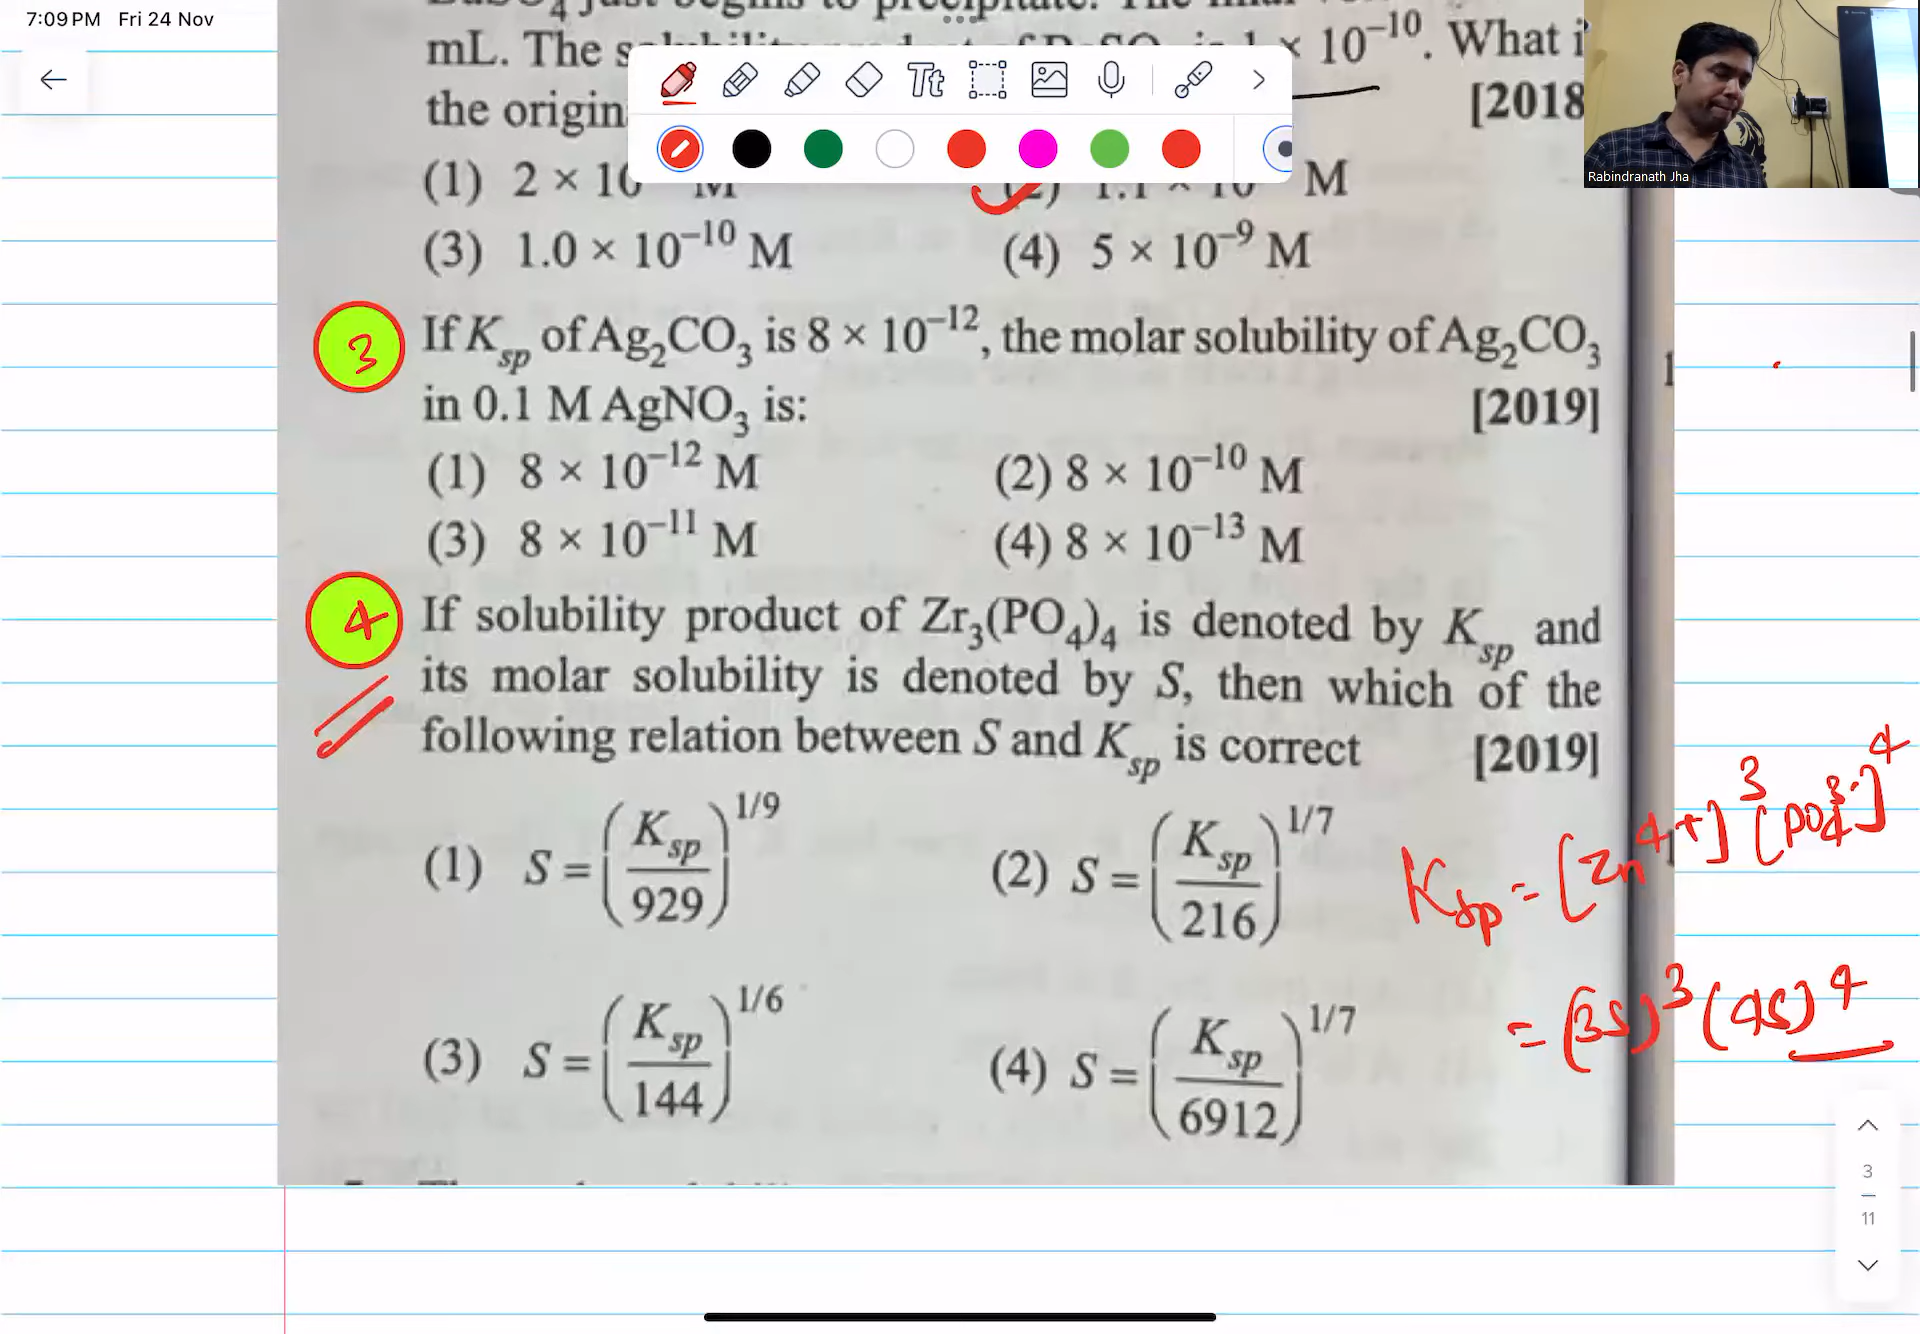 7:09 PM Fri 24 Nov
mL. The × 10⁻¹⁰. What
the [2018
Tt
(1) 2 × 10 M (2) 1.1 × 10 M
(3) 1.0 × 10⁻¹⁰ M (4) 5 × 10⁻⁹ M
Rabindranath Jha
3 If Kₛₚ of Ag₂CO₃ is 8 × 10⁻¹², the molar solubility of Ag₂CO₃
in 0.1 M AgNO₃ is: [2019]
(1) 8 × 10⁻¹² M (2) 8 × 10⁻¹⁰ M
(3) 8 × 10⁻¹¹ M (4) 8 × 10⁻¹³ M
4 If solubility product of Zr₃(PO₄)₄ is denoted by Kₛₚ and
its molar solubility is denoted by S, then which of the
following relation between S and Kₛₚ is correct [2019]
(1) S = (Kₛₚ/929)^1/9 (2) S = (Kₛₚ/216)^1/7
(3) S = (Kₛₚ/144)^1/6 (4) S = (Kₛₚ/6912)^1/7
Kₛₚ = [Zn⁴⁺]³ [PO₄³⁻]⁴
= (3S)³ (4S)⁴
3
11